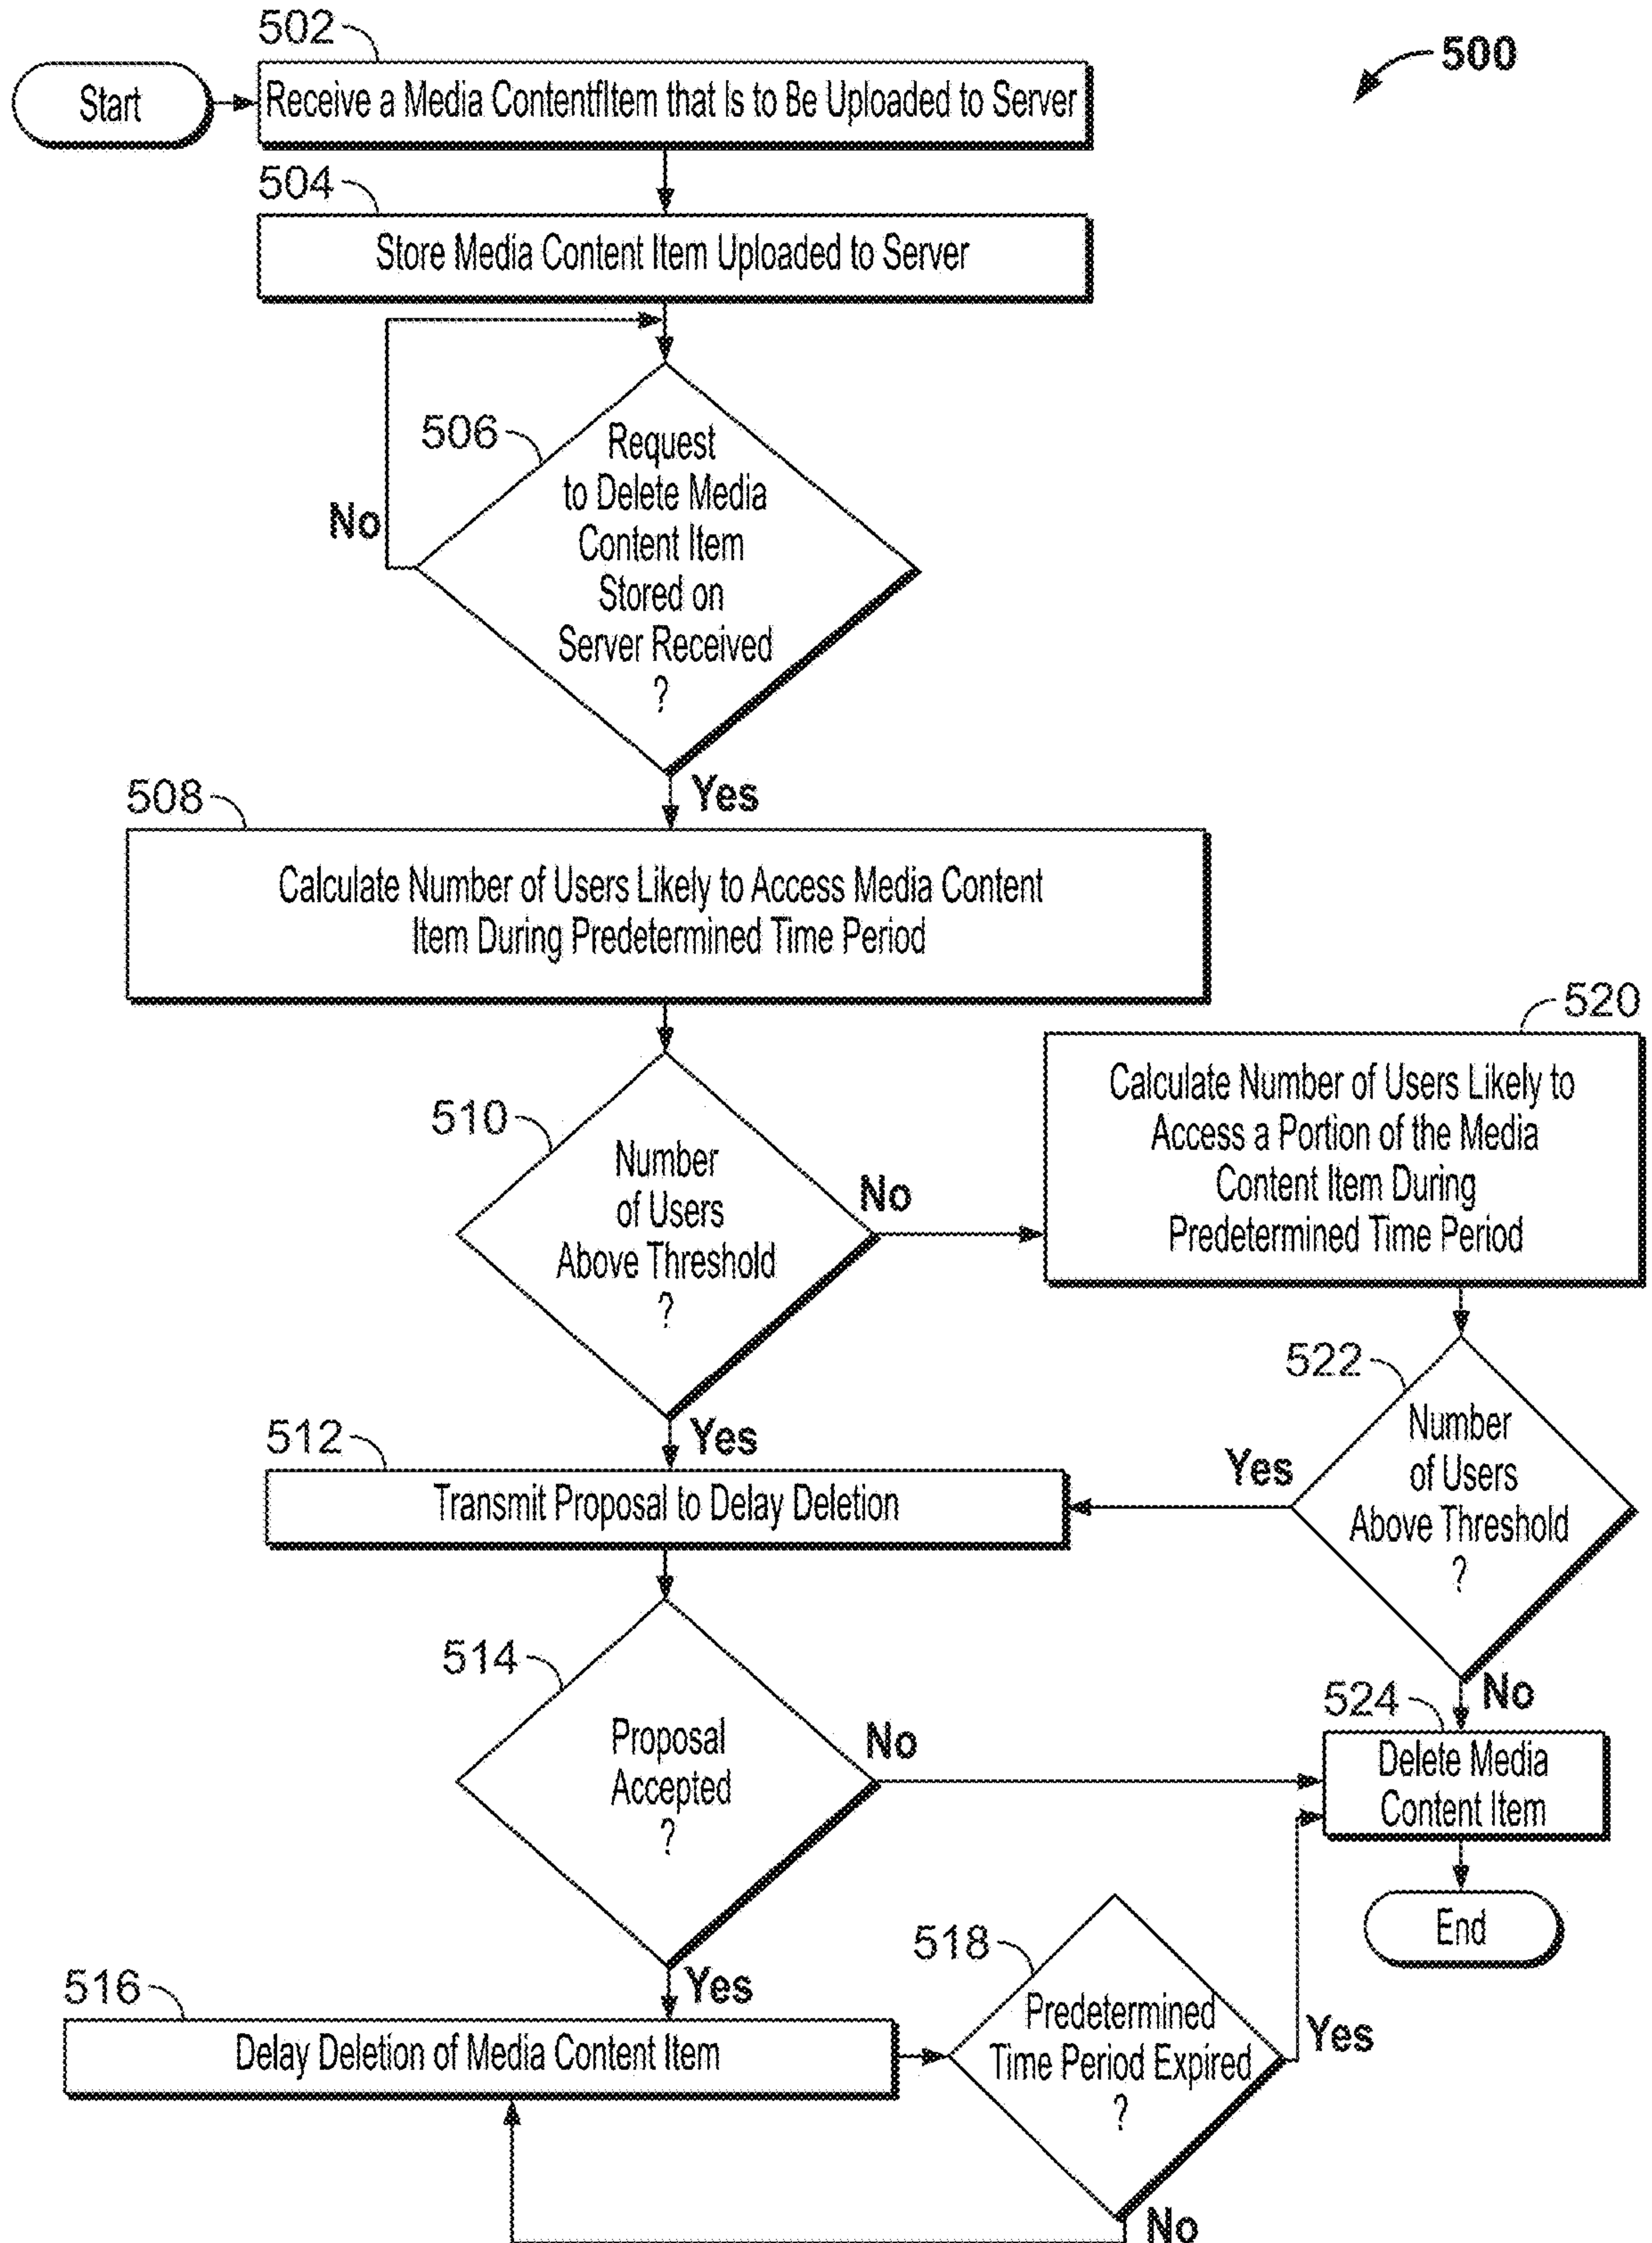 502
500
Start
Receive a Media ContentfItem that Is to Be Uploaded to Server
504
Store Media Content Item Uploaded to Server
506
Request
to Delete Media
Content Item
Stored on
Server Received
?
No
Yes
508
Calculate Number of Users Likely to Access Media Content
Item During Predetermined Time Period
520
Calculate Number of Users Likely to
Access a Portion of the Media
Content Item During
Predetermined Time Period
510
Number
of Users
Above Threshold
?
No
Yes
522
Number
of Users
Above Threshold
?
Yes
No
512
Transmit Proposal to Delay Deletion
514
Proposal
Accepted
?
No
Yes
524
Delete Media
Content Item
End
516
Delay Deletion of Media Content Item
518
Predetermined
Time Period Expired
?
Yes
No